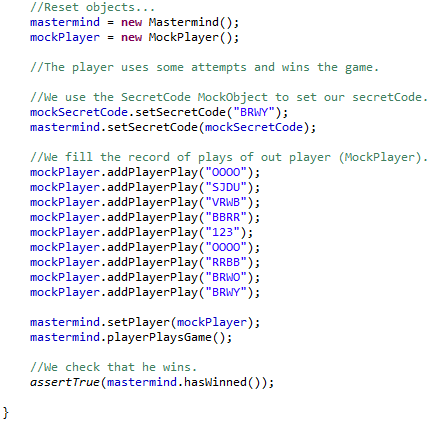 //Reset objects...
mastermind = new Mastermind();
mockPlayer = new MockPlayer();
//The player uses some attempts and wins the game.
//We use the SecretCode MockObject to set our secretCode.
mockSecretCode.setSecretCode("BRWY");
mastermind.setSecretCode(mockSecretCode);
//We fill the record of plays of out player (MockPlayer).
mockPlayer.addPlayerPlay("OOOO");
mockPlayer.addPlayerPlay("SJDU");
mockPlayer.addPlayerPlay("VRWB");
mockPlayer.addPlayerPlay("BBRR");
mockPlayer.addPlayerPlay("123");
mockPlayer.addPlayerPlay("OOOO");
mockPlayer.addPlayerPlay("RRBB");
mockPlayer.addPlayerPlay("BRWO");
mockPlayer.addPlayerPlay("BRWY");
mastermind.setPlayer(mockPlayer);
mastermind.playerPlaysGame();
//We check that he wins.
assertTrue(mastermind.hasWinned());
}